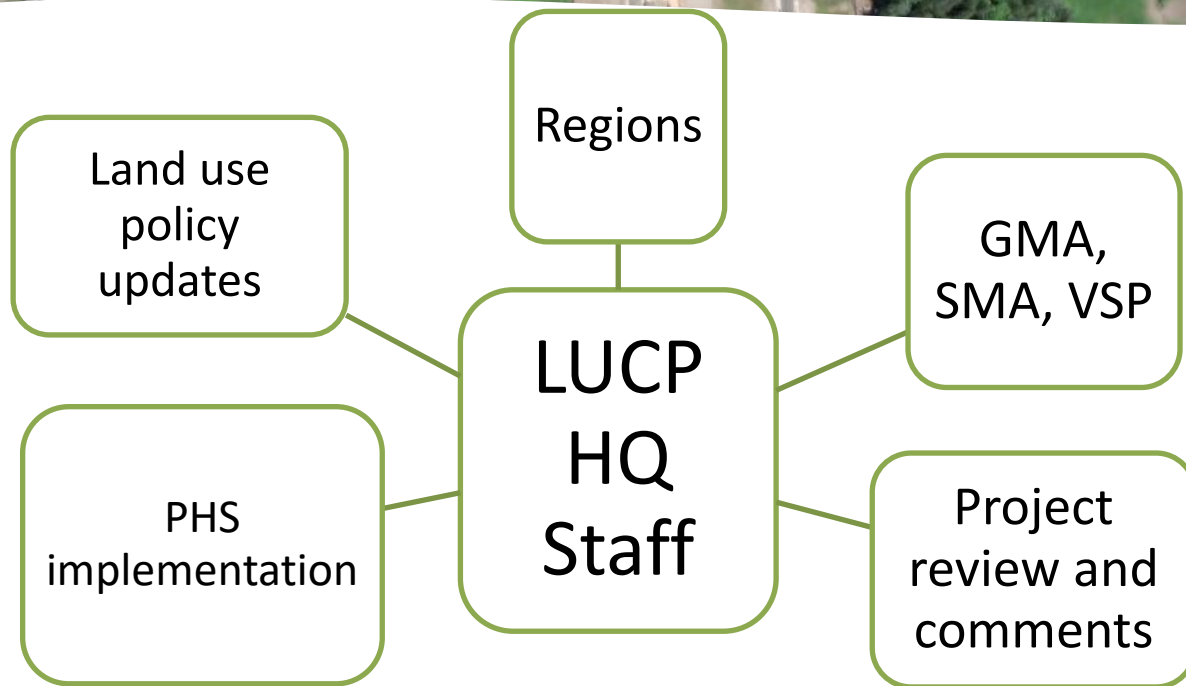 Regions
Land use
policy
updates
GMA,
SMA, VSP
LUCP
HQ
Staff
PHS
implementation
Project
review and
comments